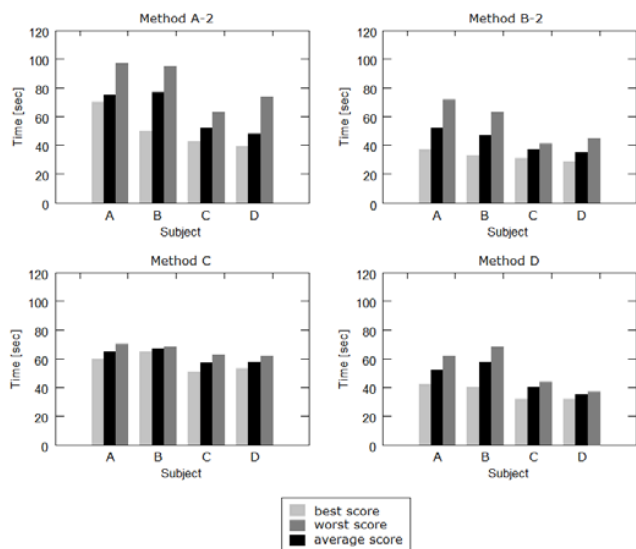 Method A-2
Time [sec]
120
100
80
60
40
20
0
A B C D
Subject
Method B-2
Time [sec]
120
100
80
60
40
20
0
A B C D
Subject
Method C
Time [sec]
120
100
80
60
40
20
0
A B C D
Subject
Method D
Time [sec]
120
100
80
60
40
20
0
A B C D
Subject
best score
worst score
average score